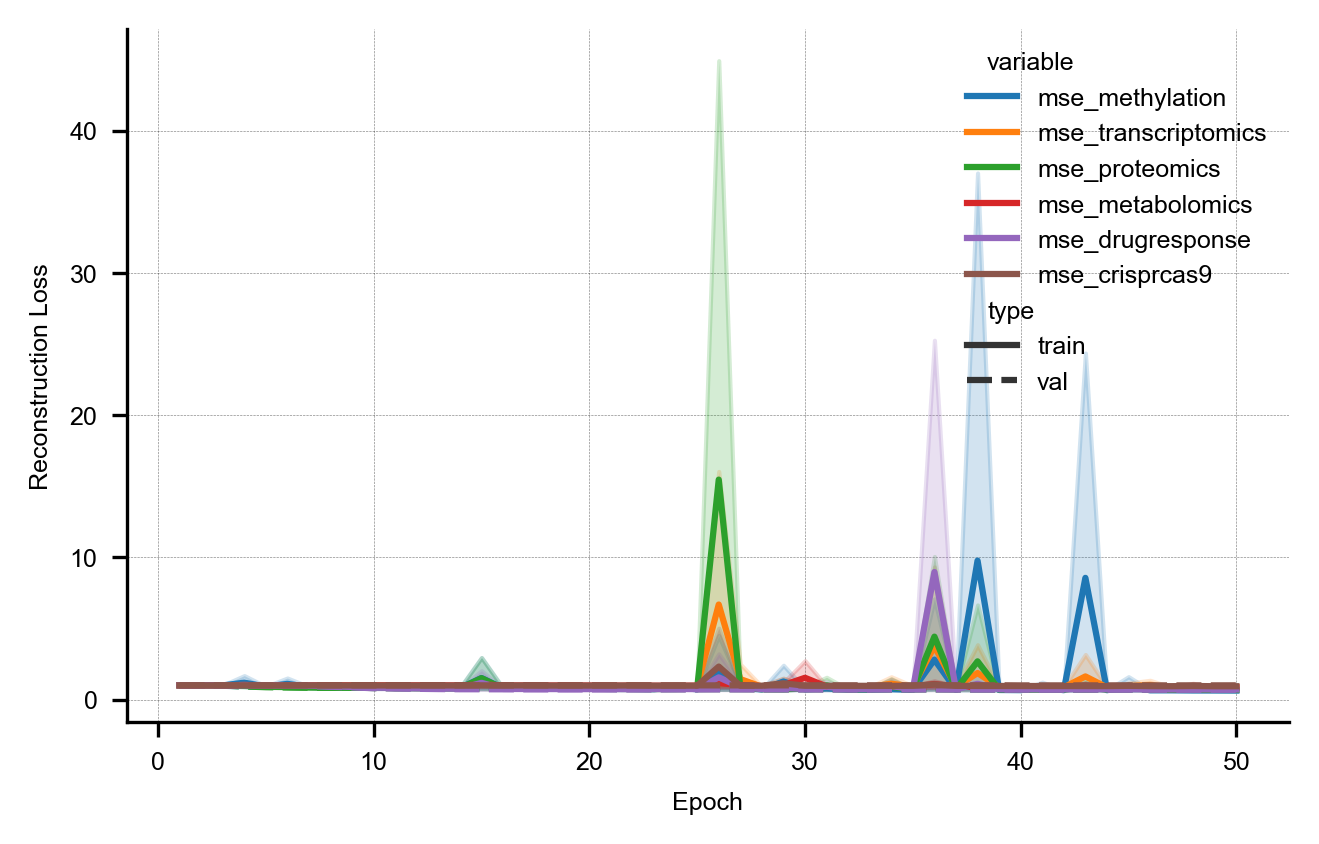 variable
mse_methylation
mse_transcriptomics
mse_proteomics
mse_metabolomics
mse_drugresponse
mse_crisprcas9
type
train
val
Reconstruction Loss
40
30
20
10
0
0 10 20 30 40 50
Epoch